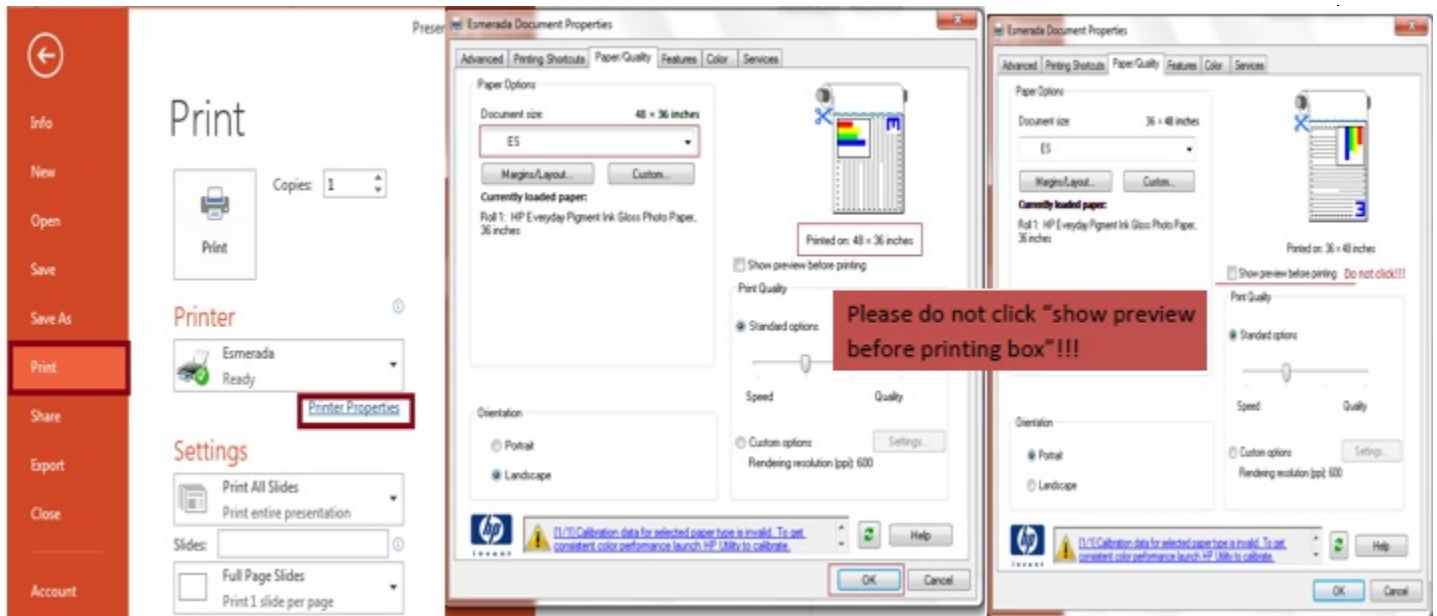 Presen
Info
New
Open
Save
Save As
Print
Share
Export
Close
Account
Print
Print
Copies: 1
Printer
Esmerada
Ready
Printer Properties
Settings
Print All Slides
Print entire presentation
Slides:
Full Page Slides
Print 1 slide per page
Esmerada Document Properties
Advanced Printing Shortcuts Paper/Quality Features Color Services
Paper Options
Document size: 48 × 36 inches
ES
Margins/Layout... Custom...
Currently loaded paper:
Roll 1: HP Everyday Pigment Ink Gloss Photo Paper,
36 inches
Printed on: 48 × 36 inches
Show preview before printing
Print Quality
Standard options
Speed Quality
Custom options Settings...
Rendering resolution (ppi): 600
Orientation
Portrait
Landscape
hp
invent
[1/1] Calibration data for selected paper type is invalid. To get
consistent color performance launch HP Utility to calibrate.
Help
OK Cancel
Please do not click “show preview
before printing box”!!!
Esmerada Document Properties
Advanced Printing Shortcuts Paper/Quality Features Color Services
Paper Options
Document size: 36 × 48 inches
ES
Margins/Layout... Custom...
Currently loaded paper:
Roll 1: HP Everyday Pigment Ink Gloss Photo Paper,
36 inches
Printed on: 36 × 48 inches
Show preview before printing Do not click!!!
Print Quality
Standard options
Speed Quality
Custom options Settings...
Rendering resolution (ppi): 600
Orientation
Portrait
Landscape
hp
invent
[1/1] Calibration data for selected paper type is invalid. To get
consistent color performance launch HP Utility to calibrate.
Help
OK Cancel